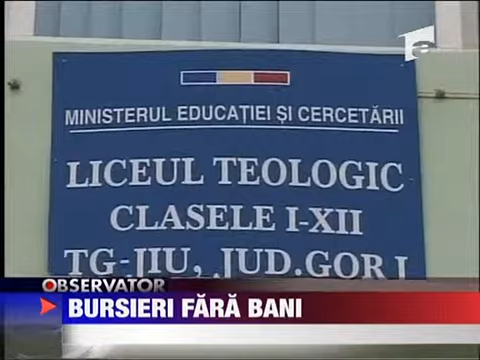 MINISTERUL EDUCAȚIEI ȘI CERCETĂRII
LICEUL TEOLOGIC
CLASELE I-XII
TG-JIU, JUD.GORJ
OBSERVATOR
BURSIERI FĂRĂ BANI